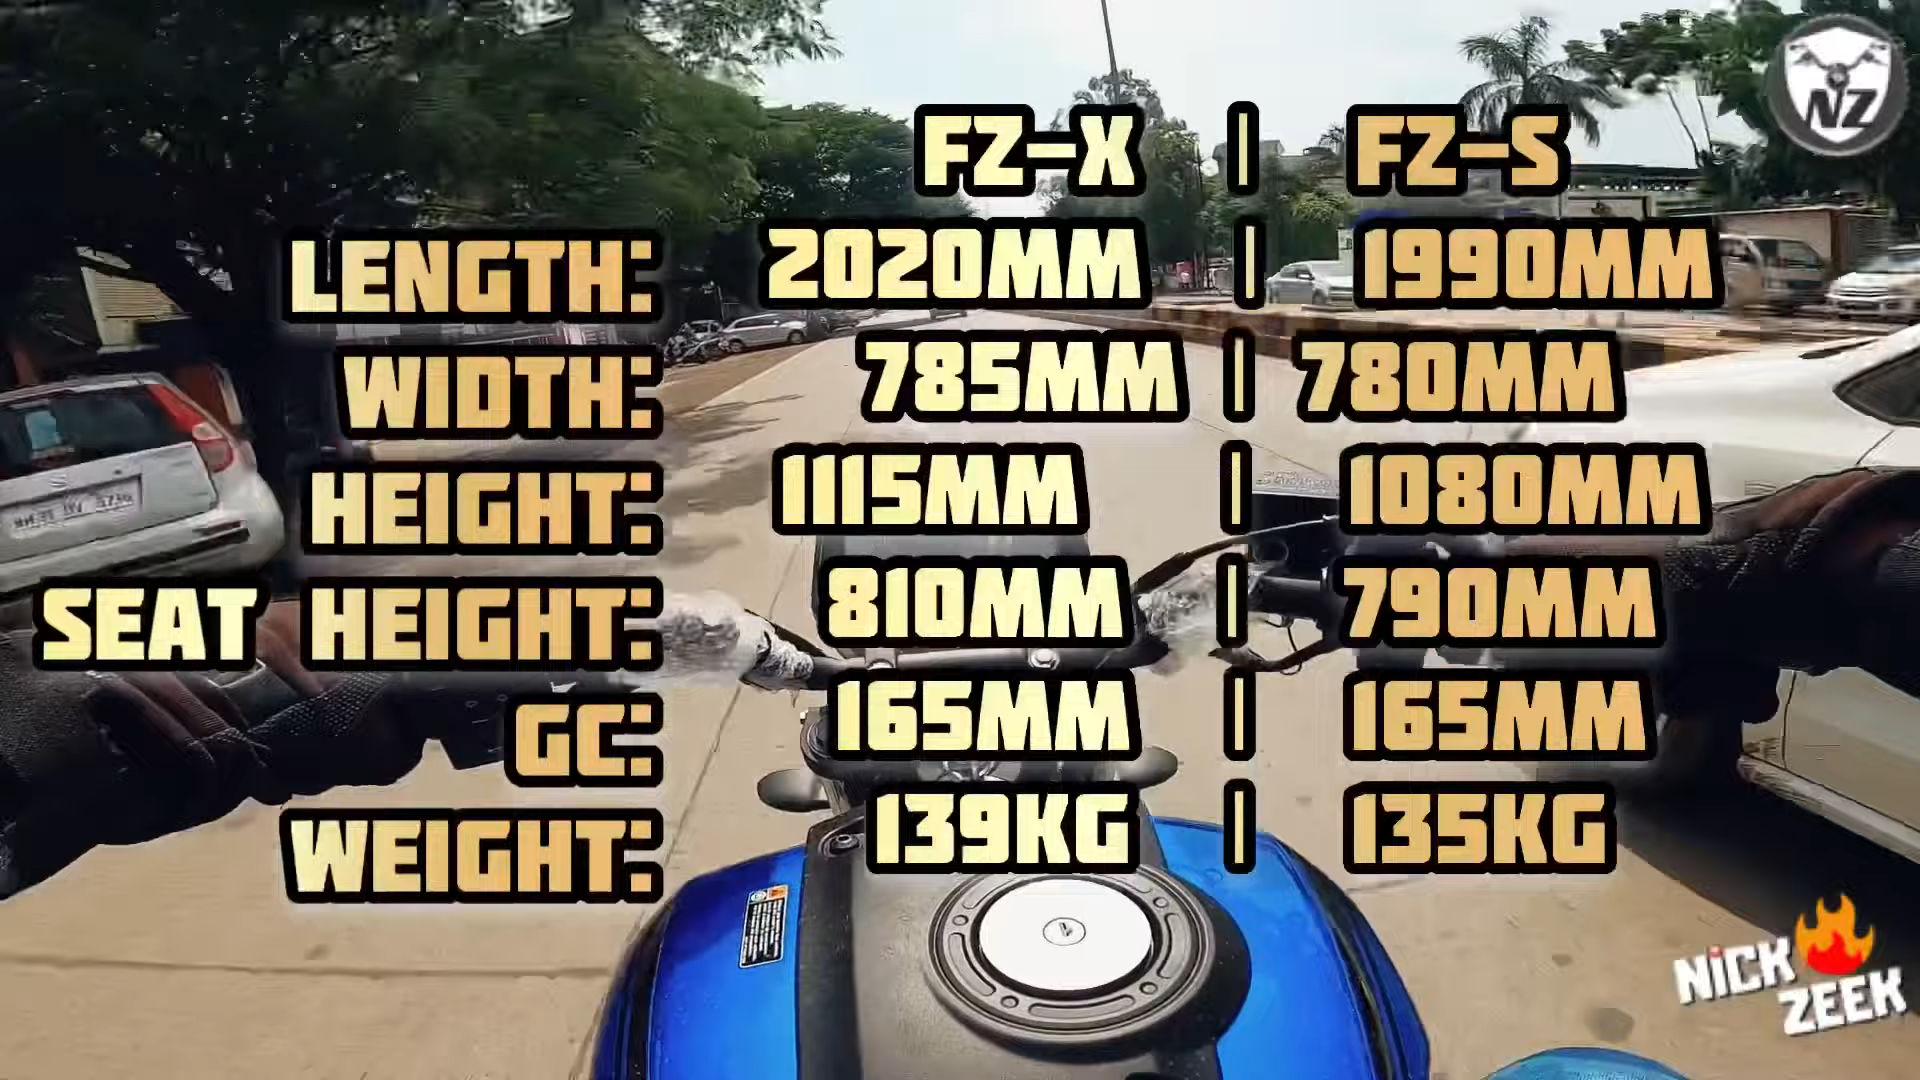 NZ
FZ-X | FZ-S
LENGTH: 2020MM | 1990MM
WIDTH: 785MM | 780MM
HEIGHT: 1115MM | 1080MM
SEAT HEIGHT: 810MM | 790MM
GC: 165MM | 165MM
WEIGHT: 139KG | 135KG
NiCK
ZEEK